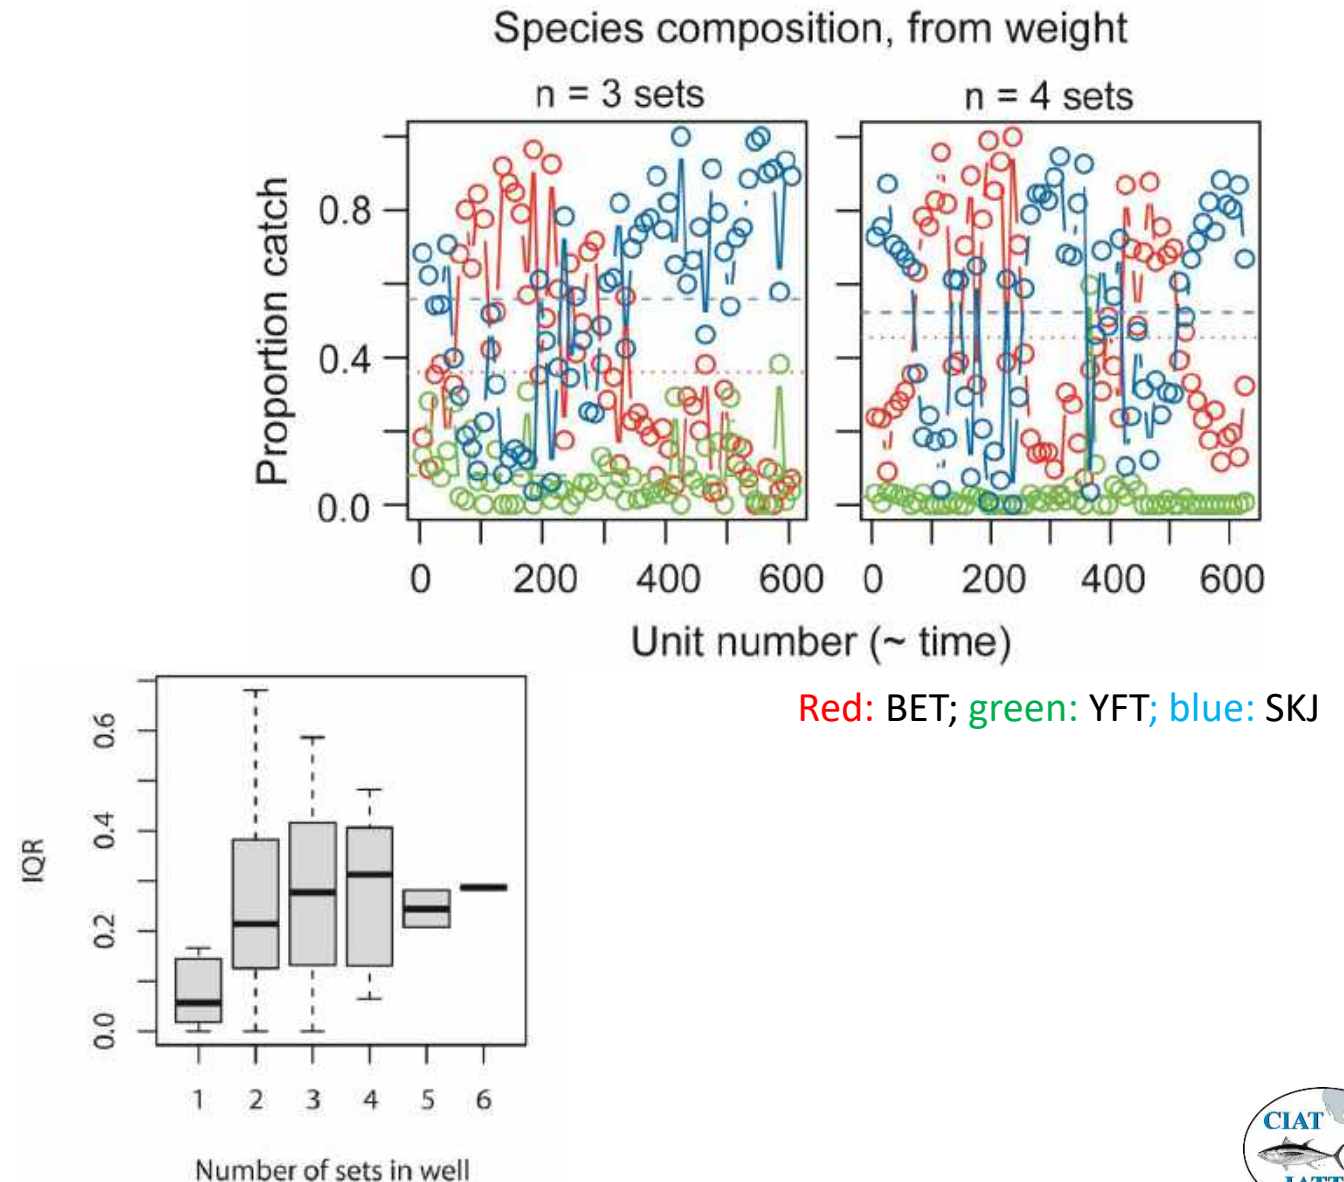 Species composition, from weight
n = 3 sets
n = 4 sets
Proportion catch
0.8
0.4
0.0
0 200 400 600
0 200 400 600
Unit number (~ time)
Red: BET; green: YFT; blue: SKJ
IQR
0.6
0.4
0.2
0.0
1 2 3 4 5 6
Number of sets in well
CIAT